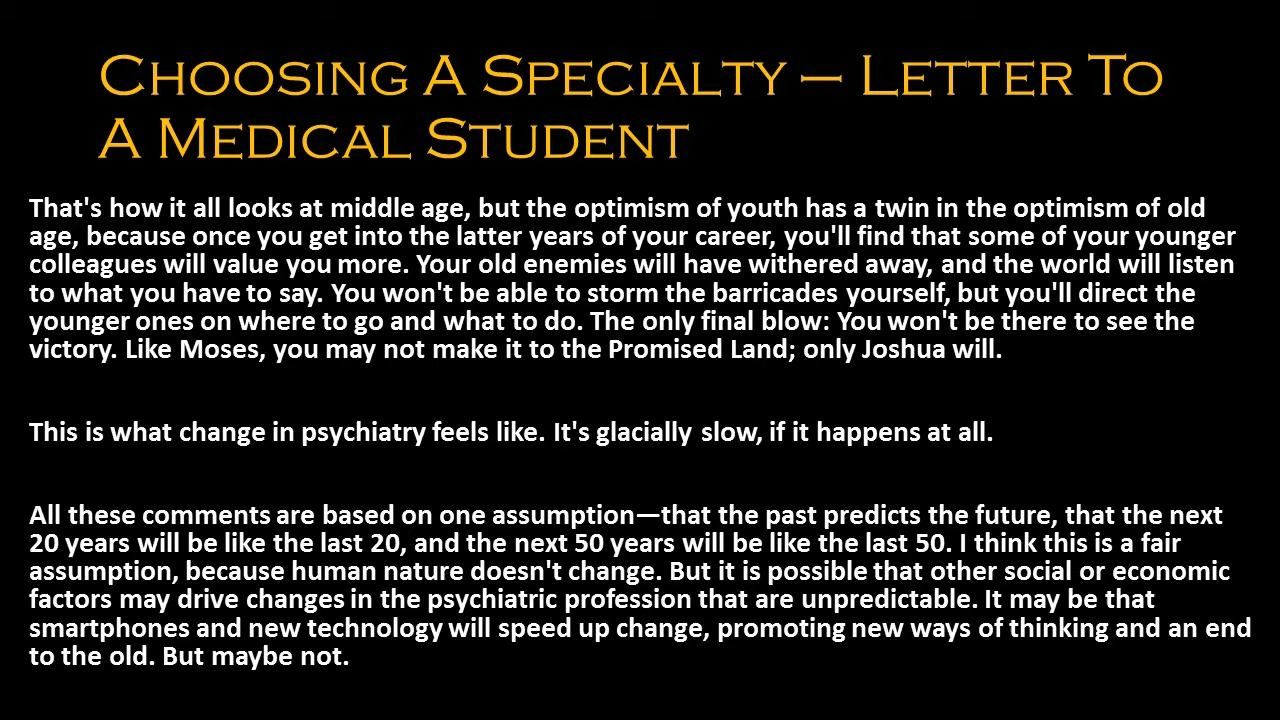 Choosing A Specialty – Letter To
A Medical Student
That's how it all looks at middle age, but the optimism of youth has a twin in the optimism of old
age, because once you get into the latter years of your career, you'll find that some of your younger
colleagues will value you more. Your old enemies will have withered away, and the world will listen
to what you have to say. You won't be able to storm the barricades yourself, but you'll direct the
younger ones on where to go and what to do. The only final blow: You won't be there to see the
victory. Like Moses, you may not make it to the Promised Land; only Joshua will.
This is what change in psychiatry feels like. It's glacially slow, if it happens at all.
All these comments are based on one assumption—that the past predicts the future, that the next
20 years will be like the last 20, and the next 50 years will be like the last 50. I think this is a fair
assumption, because human nature doesn't change. But it is possible that other social or economic
factors may drive changes in the psychiatric profession that are unpredictable. It may be that
smartphones and new technology will speed up change, promoting new ways of thinking and an end
to the old. But maybe not.